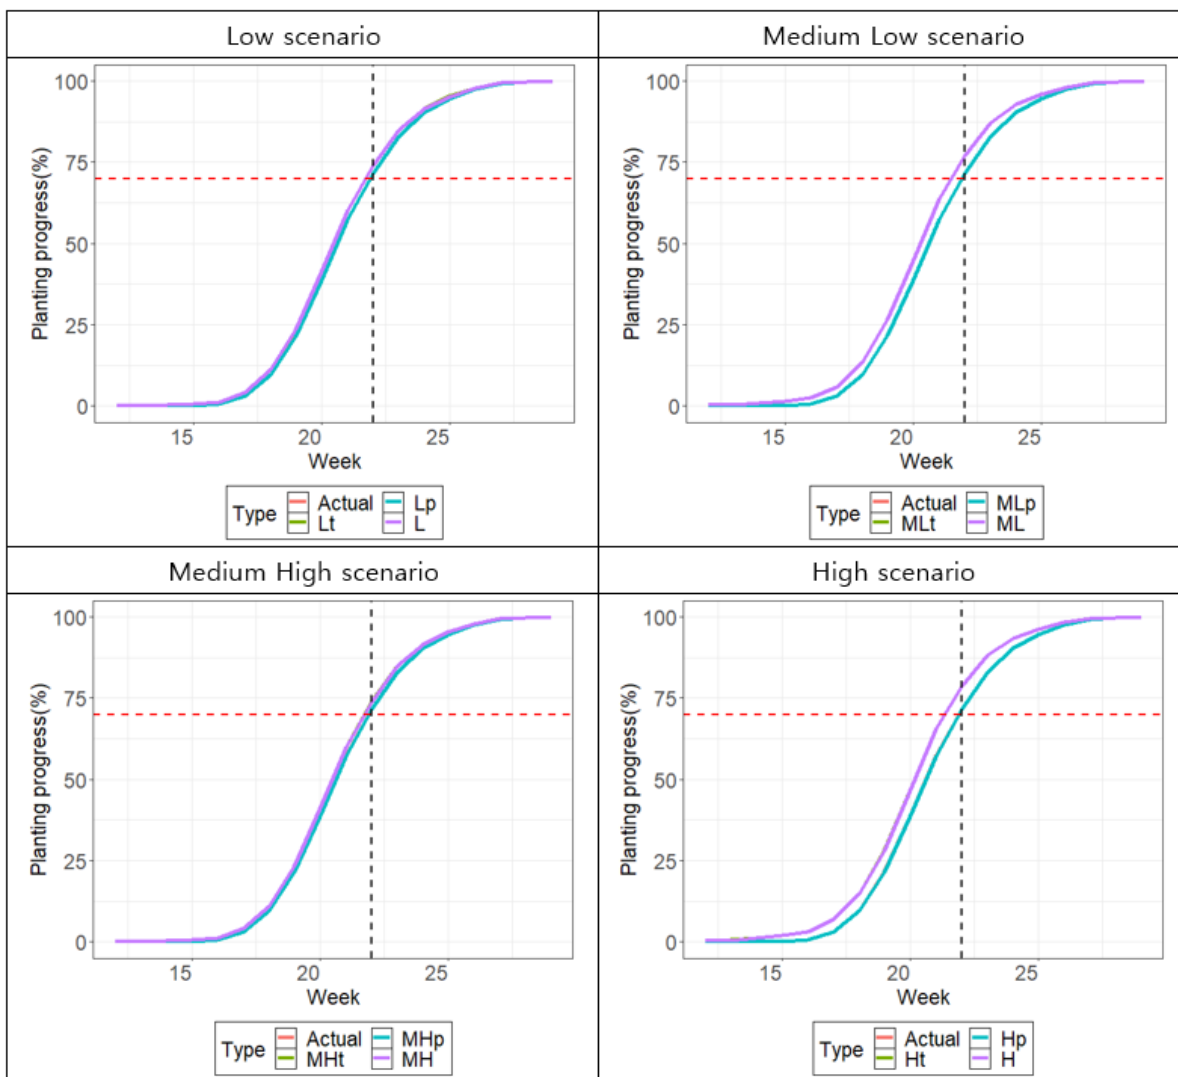 Low scenario
Medium Low scenario
Planting progress(%)
100
75
50
25
0
15 20 25
Week
Type Actual Lp
Lt L
Planting progress(%)
100
75
50
25
0
15 20 25
Week
Type Actual MLp
MLt ML
Medium High scenario
High scenario
Planting progress(%)
100
75
50
25
0
15 20 25
Week
Type Actual MHp
MHt MH
Planting progress(%)
100
75
50
25
0
15 20 25
Week
Type Actual Hp
Ht H